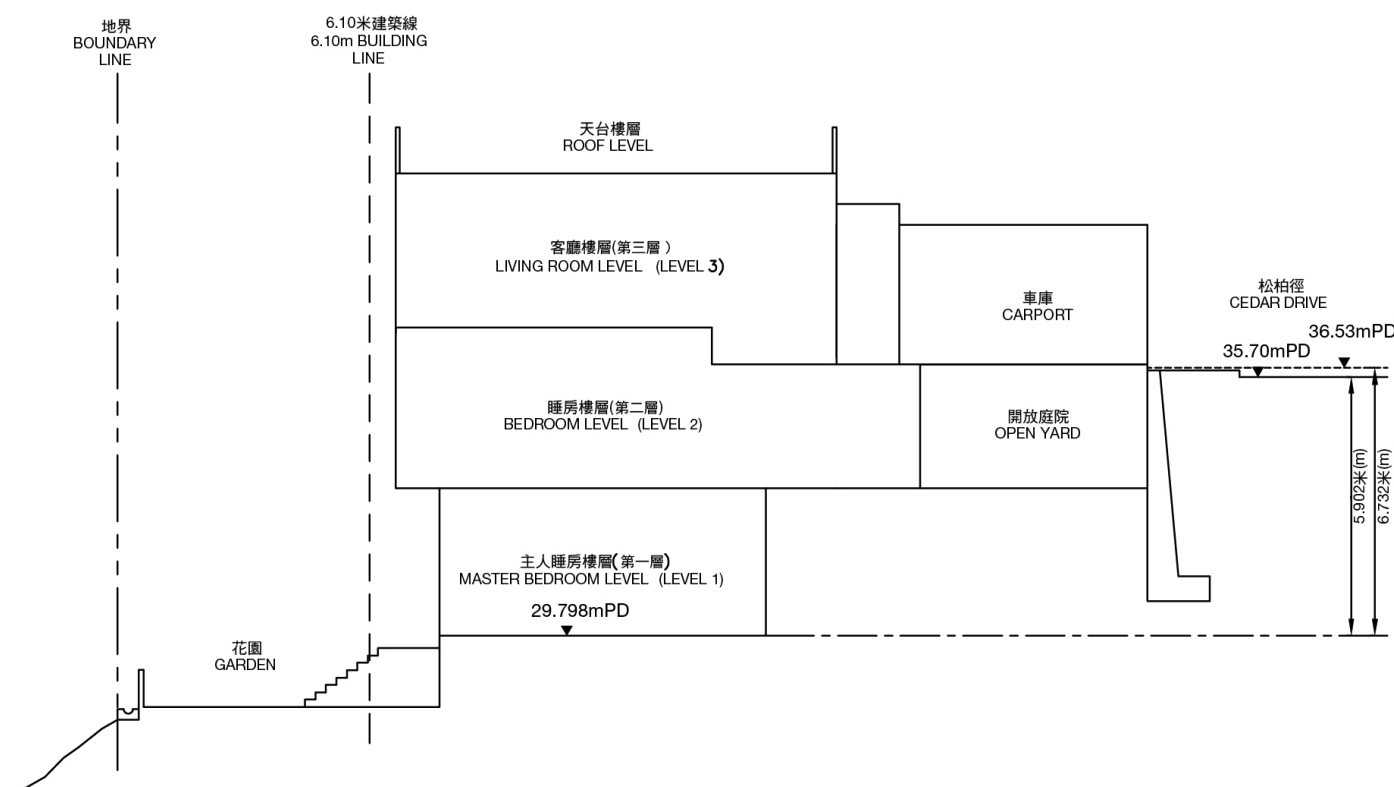 地界
BOUNDARY
LINE
6.10米建築線
6.10m BUILDING
LINE
天台樓層
ROOF LEVEL
客廳樓層(第三層 )
LIVING ROOM LEVEL (LEVEL 3)
車庫
CARPORT
松柏徑
CEDAR DRIVE
36.53mPD
35.70mPD
睡房樓層(第二層)
BEDROOM LEVEL (LEVEL 2)
開放庭院
OPEN YARD
5.902米(m)
6.732米(m)
主人睡房樓層(第一層)
MASTER BEDROOM LEVEL (LEVEL 1)
29.798mPD
花園
GARDEN